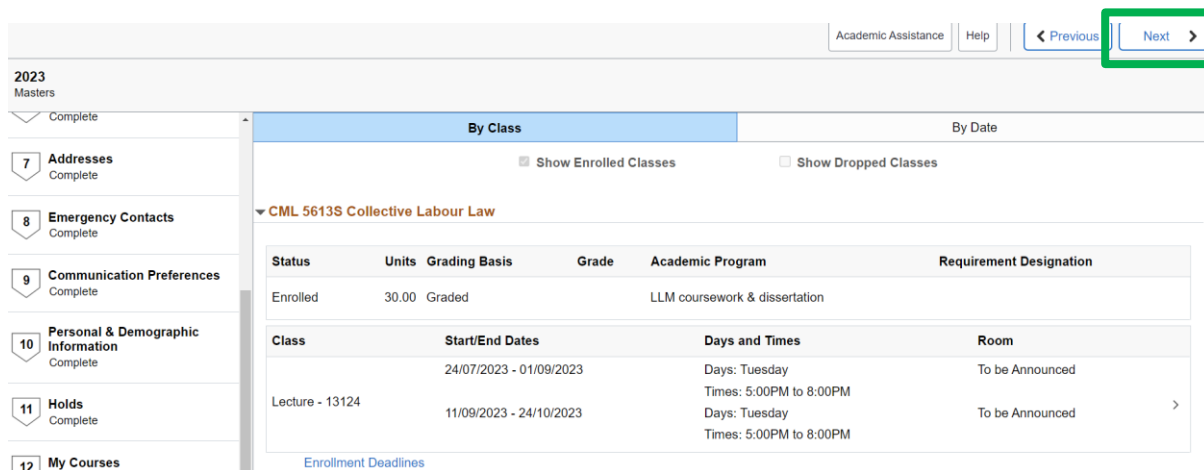 Academic Assistance Help Previous Next
2023
Masters
Complete
7 Addresses
Complete
8 Emergency Contacts
Complete
9 Communication Preferences
Complete
10 Personal & Demographic
Information
Complete
11 Holds
Complete
12 My Courses
By Class By Date
Show Enrolled Classes Show Dropped Classes
CML 5613S Collective Labour Law
Status Units Grading Basis Grade Academic Program Requirement Designation
Enrolled 30.00 Graded LLM coursework & dissertation
Class Start/End Dates Days and Times Room
24/07/2023 - 01/09/2023 Days: Tuesday To be Announced
Times: 5:00PM to 8:00PM
Lecture - 13124
11/09/2023 - 24/10/2023 Days: Tuesday To be Announced
Times: 5:00PM to 8:00PM
Enrollment Deadlines